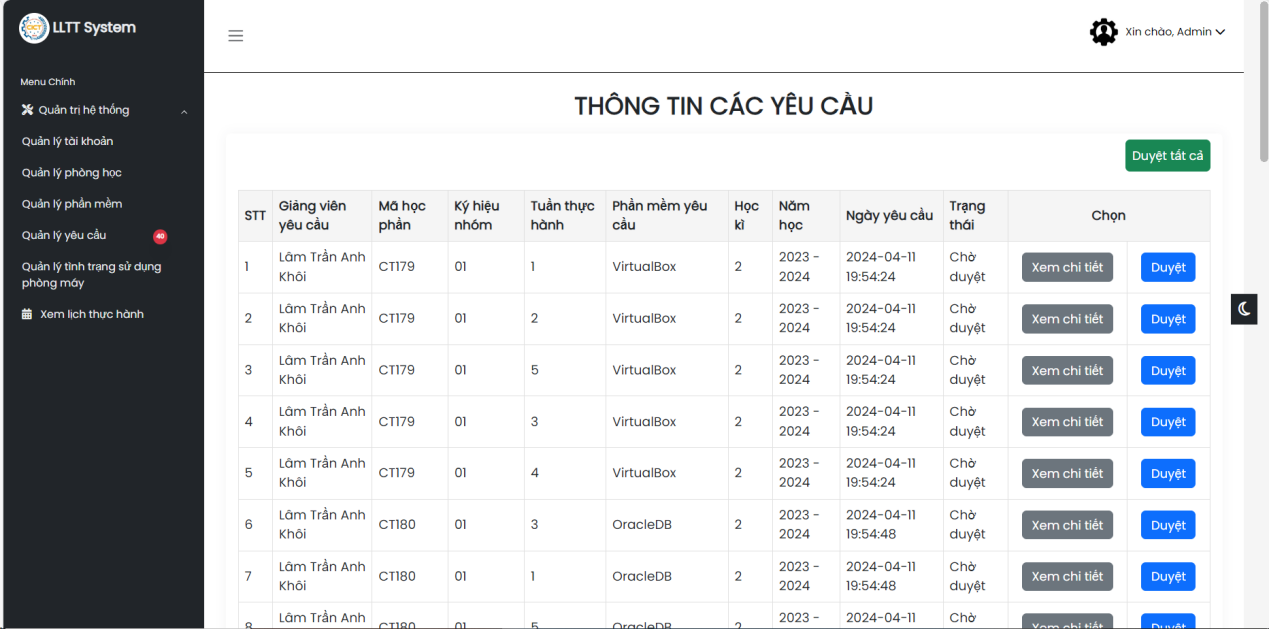 LLTT System
Menu Chính
Quản trị hệ thống
Quản lý tài khoản
Quản lý phòng học
Quản lý phần mềm
Quản lý yêu cầu 40
Quản lý tình trạng sử dụng
phòng máy
Xem lịch thực hành
Xin chào, Admin
THÔNG TIN CÁC YÊU CẦU
Duyệt tất cả
STT Giảng viên yêu cầu Mã học phần Ký hiệu nhóm Tuần thực hành Phần mềm yêu cầu Học kì Năm học Ngày yêu cầu Trạng thái Chọn
1 Lâm Trần Anh Khôi CT179 01 1 VirtualBox 2 2023 - 2024 2024-04-11 19:54:24 Chờ duyệt Xem chi tiết Duyệt
2 Lâm Trần Anh Khôi CT179 01 2 VirtualBox 2 2023 - 2024 2024-04-11 19:54:24 Chờ duyệt Xem chi tiết Duyệt
3 Lâm Trần Anh Khôi CT179 01 5 VirtualBox 2 2023 - 2024 2024-04-11 19:54:24 Chờ duyệt Xem chi tiết Duyệt
4 Lâm Trần Anh Khôi CT179 01 3 VirtualBox 2 2023 - 2024 2024-04-11 19:54:24 Chờ duyệt Xem chi tiết Duyệt
5 Lâm Trần Anh Khôi CT179 01 4 VirtualBox 2 2023 - 2024 2024-04-11 19:54:24 Chờ duyệt Xem chi tiết Duyệt
6 Lâm Trần Anh Khôi CT180 01 3 OracleDB 2 2023 - 2024 2024-04-11 19:54:48 Chờ duyệt Xem chi tiết Duyệt
7 Lâm Trần Anh Khôi CT180 01 1 OracleDB 2 2023 - 2024 2024-04-11 19:54:48 Chờ duyệt Xem chi tiết Duyệt
8 Lâm Trần Anh CT180 01 5 OracleDB 2 2023 - 2024-04-11 Chờ Xem chi tiết Duyệt